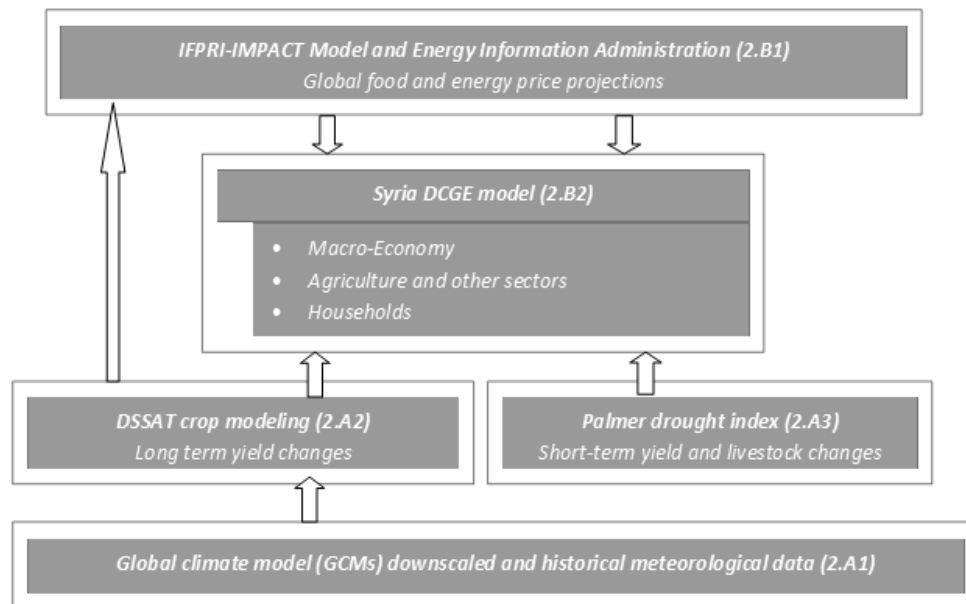 IFPRI-IMPACT Model and Energy Information Administration (2.B1)
Global food and energy price projections
Syria DCGE model (2.B2)
• Macro-Economy
• Agriculture and other sectors
• Households
DSSAT crop modeling (2.A2)
Long term yield changes
Palmer drought index (2.A3)
Short-term yield and livestock changes
Global climate model (GCMs) downscaled and historical meteorological data (2.A1)